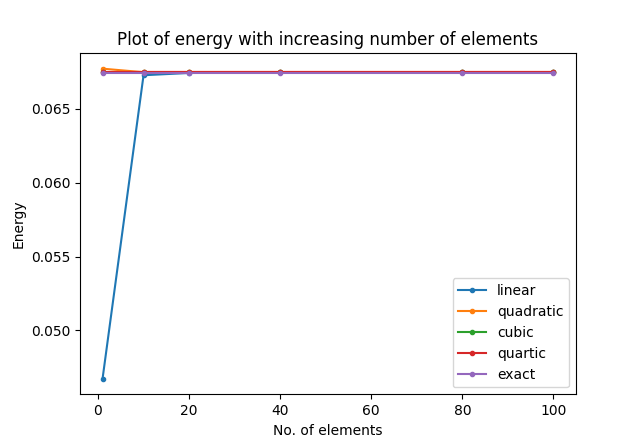 Plot of energy with increasing number of elements
0.065
0.060
0.055
0.050
Energy
linear
quadratic
cubic
quartic
exact
0 20 40 60 80 100
No. of elements